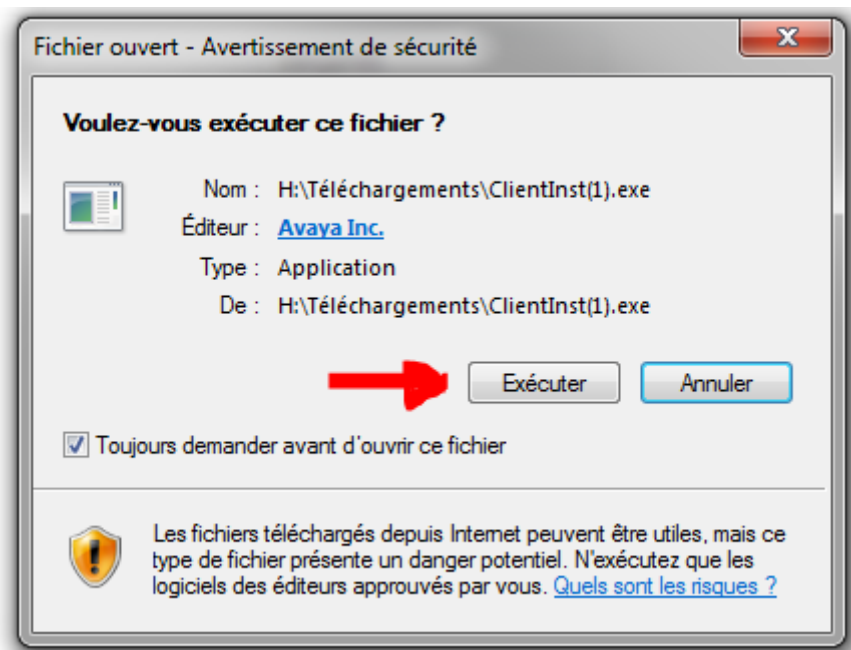 Fichier ouvert - Avertissement de sécurité
Voulez-vous exécuter ce fichier ?
Nom : H:\Téléchargements\ClientInst(1).exe
Éditeur : Avaya Inc.
Type : Application
De : H:\Téléchargements\ClientInst(1).exe
Exécuter Annuler
Toujours demander avant d'ouvrir ce fichier
Les fichiers téléchargés depuis Internet peuvent être utiles, mais ce
type de fichier présente un danger potentiel. N'exécutez que les
logiciels des éditeurs approuvés par vous. Quels sont les risques ?